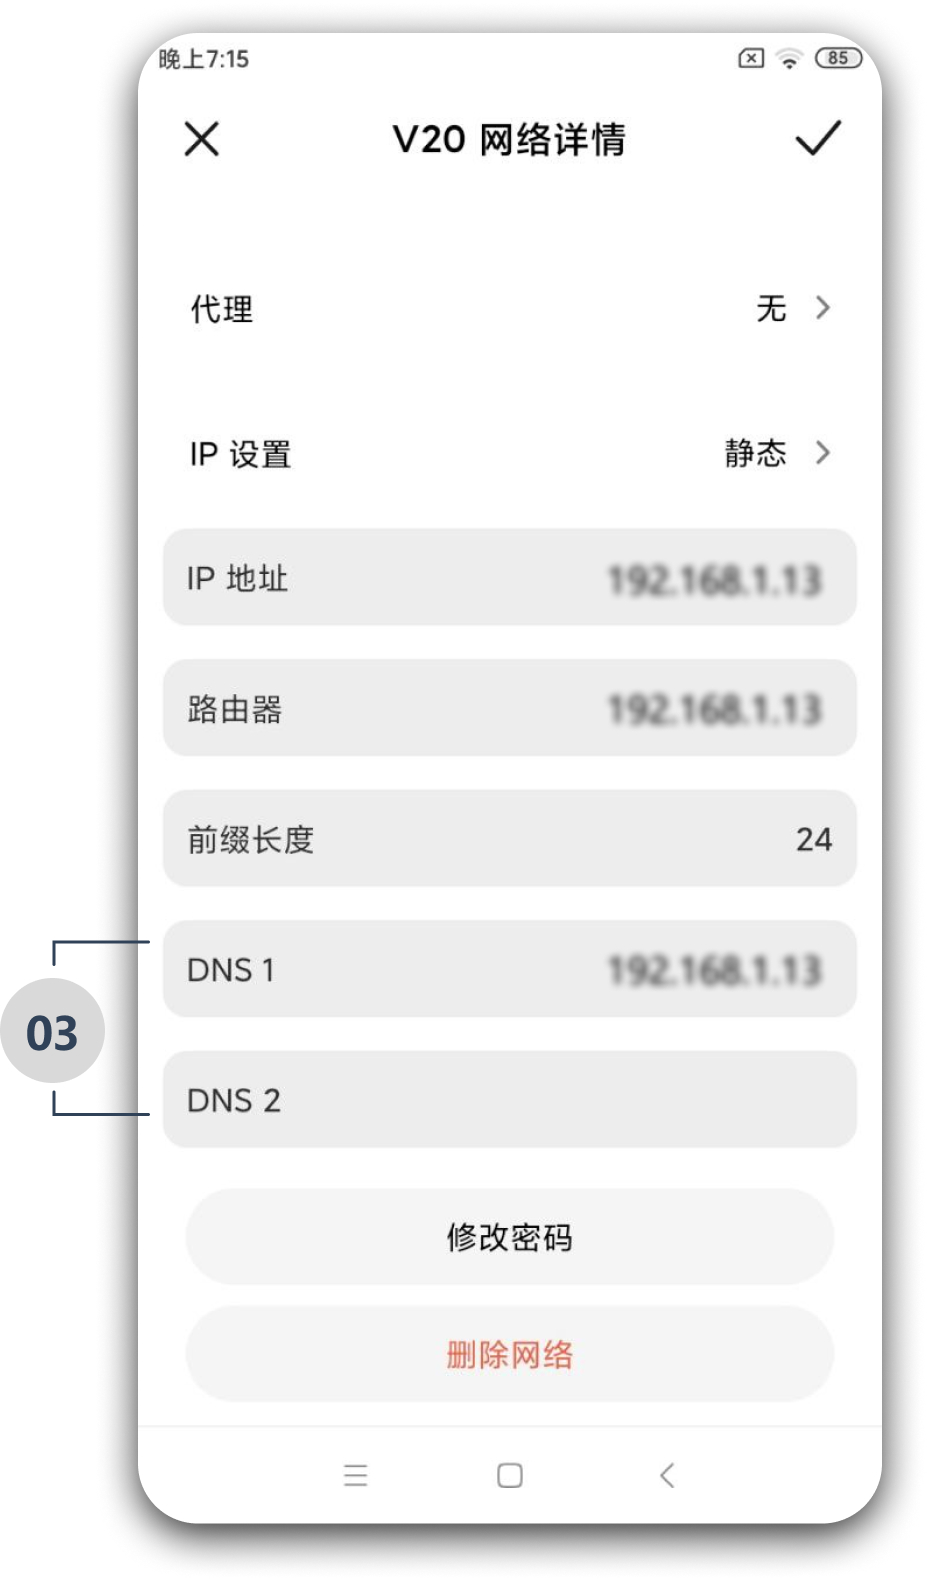 晚上7:15
85
V20 网络详情
代理
无
IP 设置
静态
IP 地址
192.168.1.13
路由器
192.168.1.13
前缀长度
24
DNS 1
192.168.1.13
03
DNS 2
修改密码
删除网络